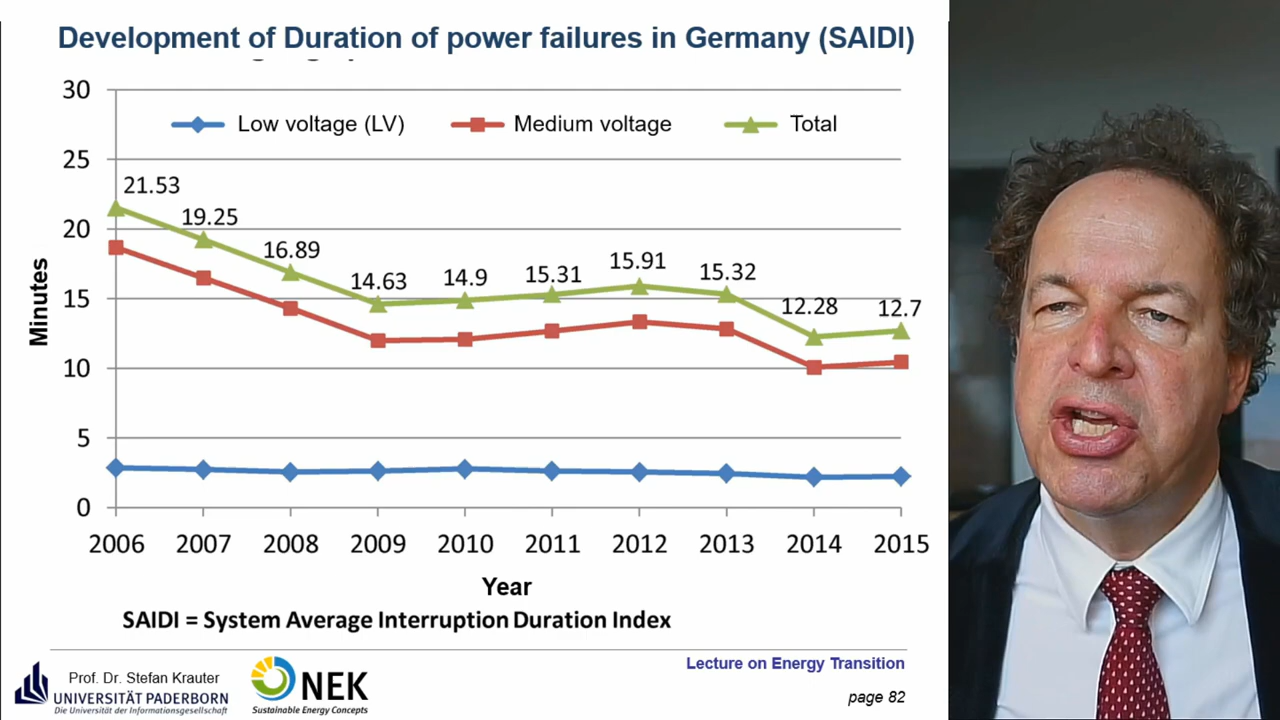 Development of Duration of power failures in Germany (SAIDI)
30
Low voltage (LV) Medium voltage Total
25
21.53
19.25
20
16.89
15.91
15.31
15.32
14.9
14.63
15
12.28
12.7
10
5
0
Minutes
2006 2007 2008 2009 2010 2011 2012 2013 2014 2015
Year
SAIDI = System Average Interruption Duration Index
Lecture on Energy Transition
Prof. Dr. Stefan Krauter
UNIVERSITÄT PADERBORN
Die Universität der Informationsgesellschaft
NEK
Sustainable Energy Concepts
page 82